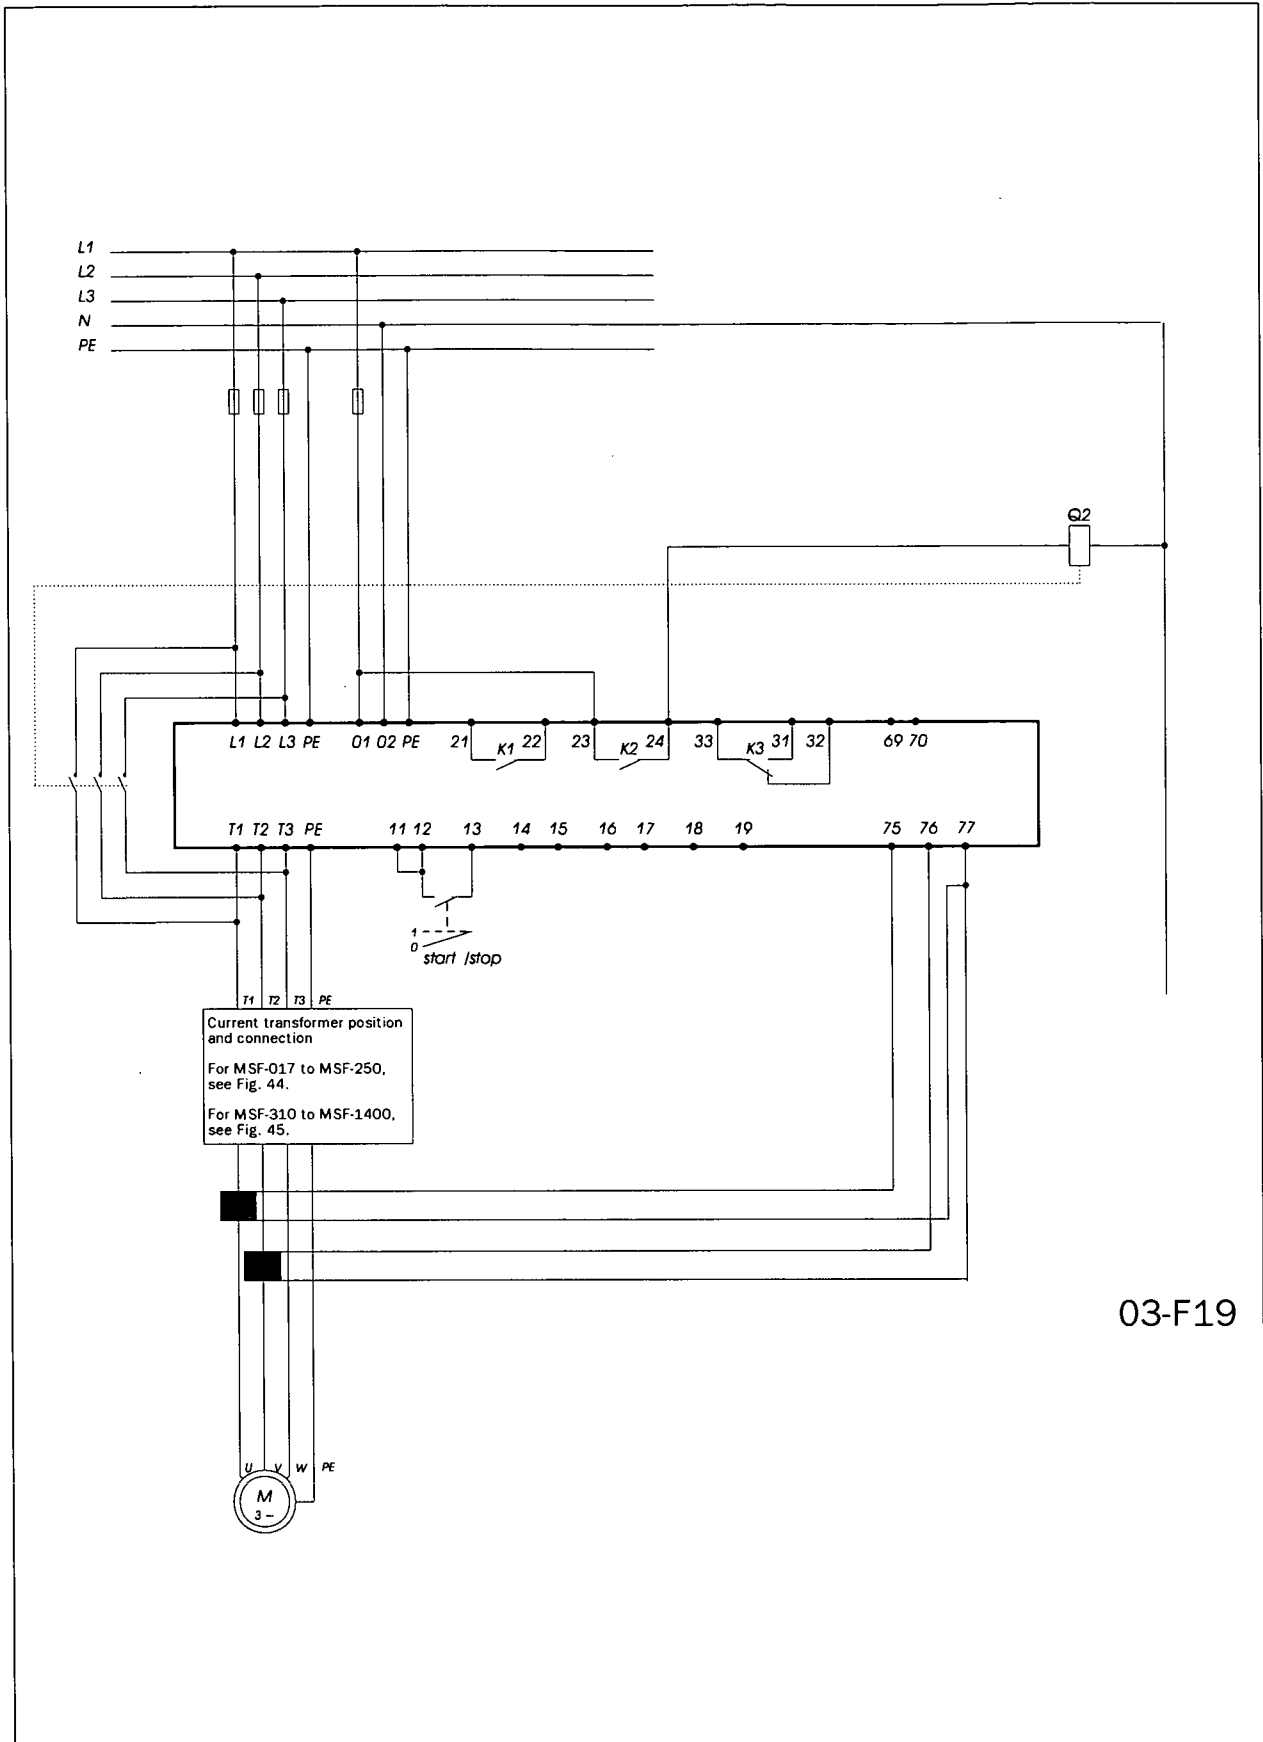 L1
L2
L3
N
PE
Q2
L1 L2 L3 PE 01 02 PE 21 K1 22 23 K2 24 33 K3 31 32 69 70
T1 T2 T3 PE 11 12 13 14 15 16 17 18 19 75 76 77
1
0
start /stop
T1 T2 T3 PE
Current transformer position
and connection
For MSF-017 to MSF-250,
see Fig. 44.
For MSF-310 to MSF-1400,
see Fig. 45.
03-F19
U V W PE
M
3 ~